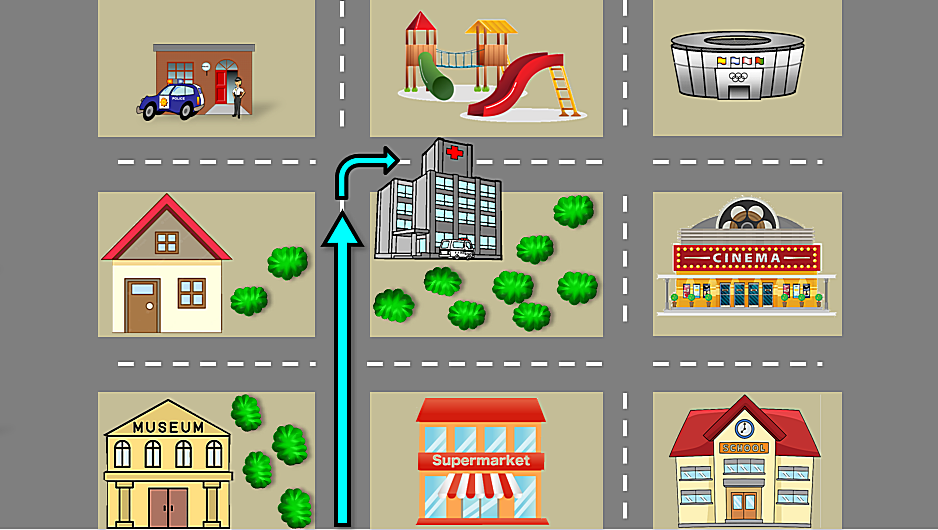 POLICE
CINEMA
MUSEUM
Supermarket
SCHOOL